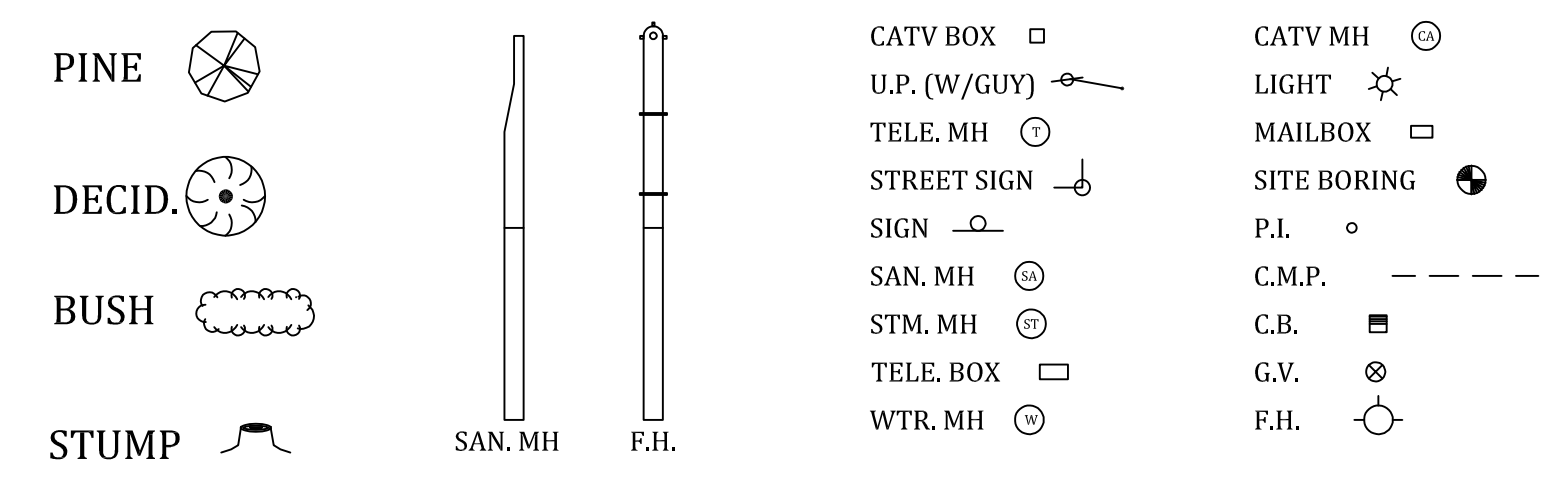 PINE
DECID.
BUSH
STUMP
SAN. MH
F.H.
CATV BOX
U.P. (W/GUY)
TELE. MH T
STREET SIGN
SIGN
SAN. MH SA
STM. MH ST
TELE. BOX
WTR. MH W
CATV MH CA
LIGHT
MAILBOX
SITE BORING
P.I.
C.M.P.
C.B.
G.V.
F.H.